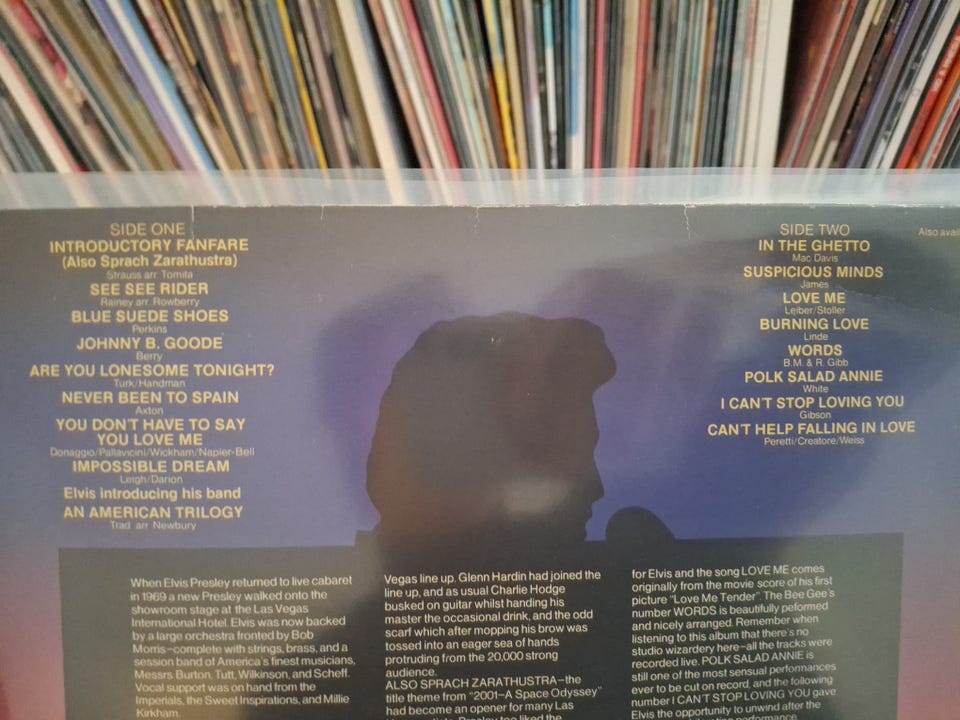 SIDE ONE
INTRODUCTORY FANFARE
(Also Sprach Zarathustra)
Strauss arr. Tomita
SEE SEE RIDER
Rainey arr. Rowberry
BLUE SUEDE SHOES
Perkins
JOHNNY B. GOODE
Berry
ARE YOU LONESOME TONIGHT?
Turk/Handman
NEVER BEEN TO SPAIN
Axton
YOU DON'T HAVE TO SAY
YOU LOVE ME
Donaggio/Pallavicini/Wickham/Napier-Bell
IMPOSSIBLE DREAM
Leigh/Darion
Elvis introducing his band
AN AMERICAN TRILOGY
Trad arr Newbury
SIDE TWO
IN THE GHETTO
Mac Davis
SUSPICIOUS MINDS
James
LOVE ME
Leiber/Stoller
BURNING LOVE
Linde
WORDS
B.M. & R. Gibb
POLK SALAD ANNIE
White
I CAN'T STOP LOVING YOU
Gibson
CAN'T HELP FALLING IN LOVE
Peretti/Creatore/Weiss
Also avail
When Elvis Presley returned to live cabaret
in 1969 a new Presley walked onto the
showroom stage at the Las Vegas
International Hotel. Elvis was now backed
by a large orchestra fronted by Bob
Morris–complete with strings, brass, and a
session band of America's finest musicians,
Messrs Burton, Tutt, Wilkinson, and Scheff.
Vocal support was on hand from the
Imperials, the Sweet Inspirations, and Millie
Kirkham.
Vegas line up. Glenn Hardin had joined the
line up, and as usual Charlie Hodge
busked on guitar whilst handing his
master the occasional drink, and the odd
scarf which after mopping his brow was
tossed into an eager sea of hands
protruding from the 20,000 strong
audience.
ALSO SPRACH ZARATHUSTRA–the
title theme from "2001–A Space Odyssey"
had become an opener for many Las
Presley too liked the
for Elvis and the song LOVE ME comes
originally from the movie score of his first
picture "Love Me Tender". The Bee Gee's
number WORDS is beautifully peformed
and nicely arranged. Remember when
listening to this album that there's no
studio wizardery here–all the tracks were
recorded live. POLK SALAD ANNIE is
still one of the most sensual performances
ever to be cut on record, and the following
number I CAN'T STOP LOVING YOU gave
Elvis the opportunity to unwind after the
performance.